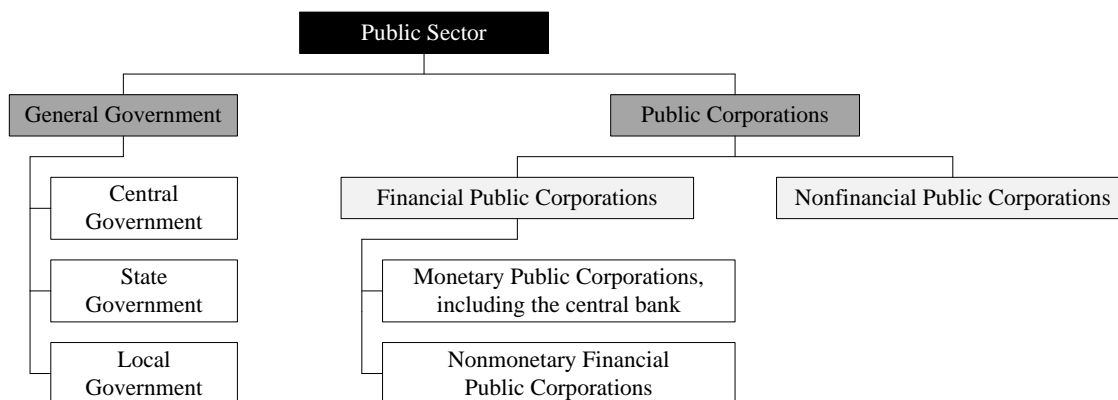 Public Sector
General Government
Public Corporations
Central
Government
Financial Public Corporations
Nonfinancial Public Corporations
State
Government
Monetary Public Corporations,
including the central bank
Local
Government
Nonmonetary Financial
Public Corporations